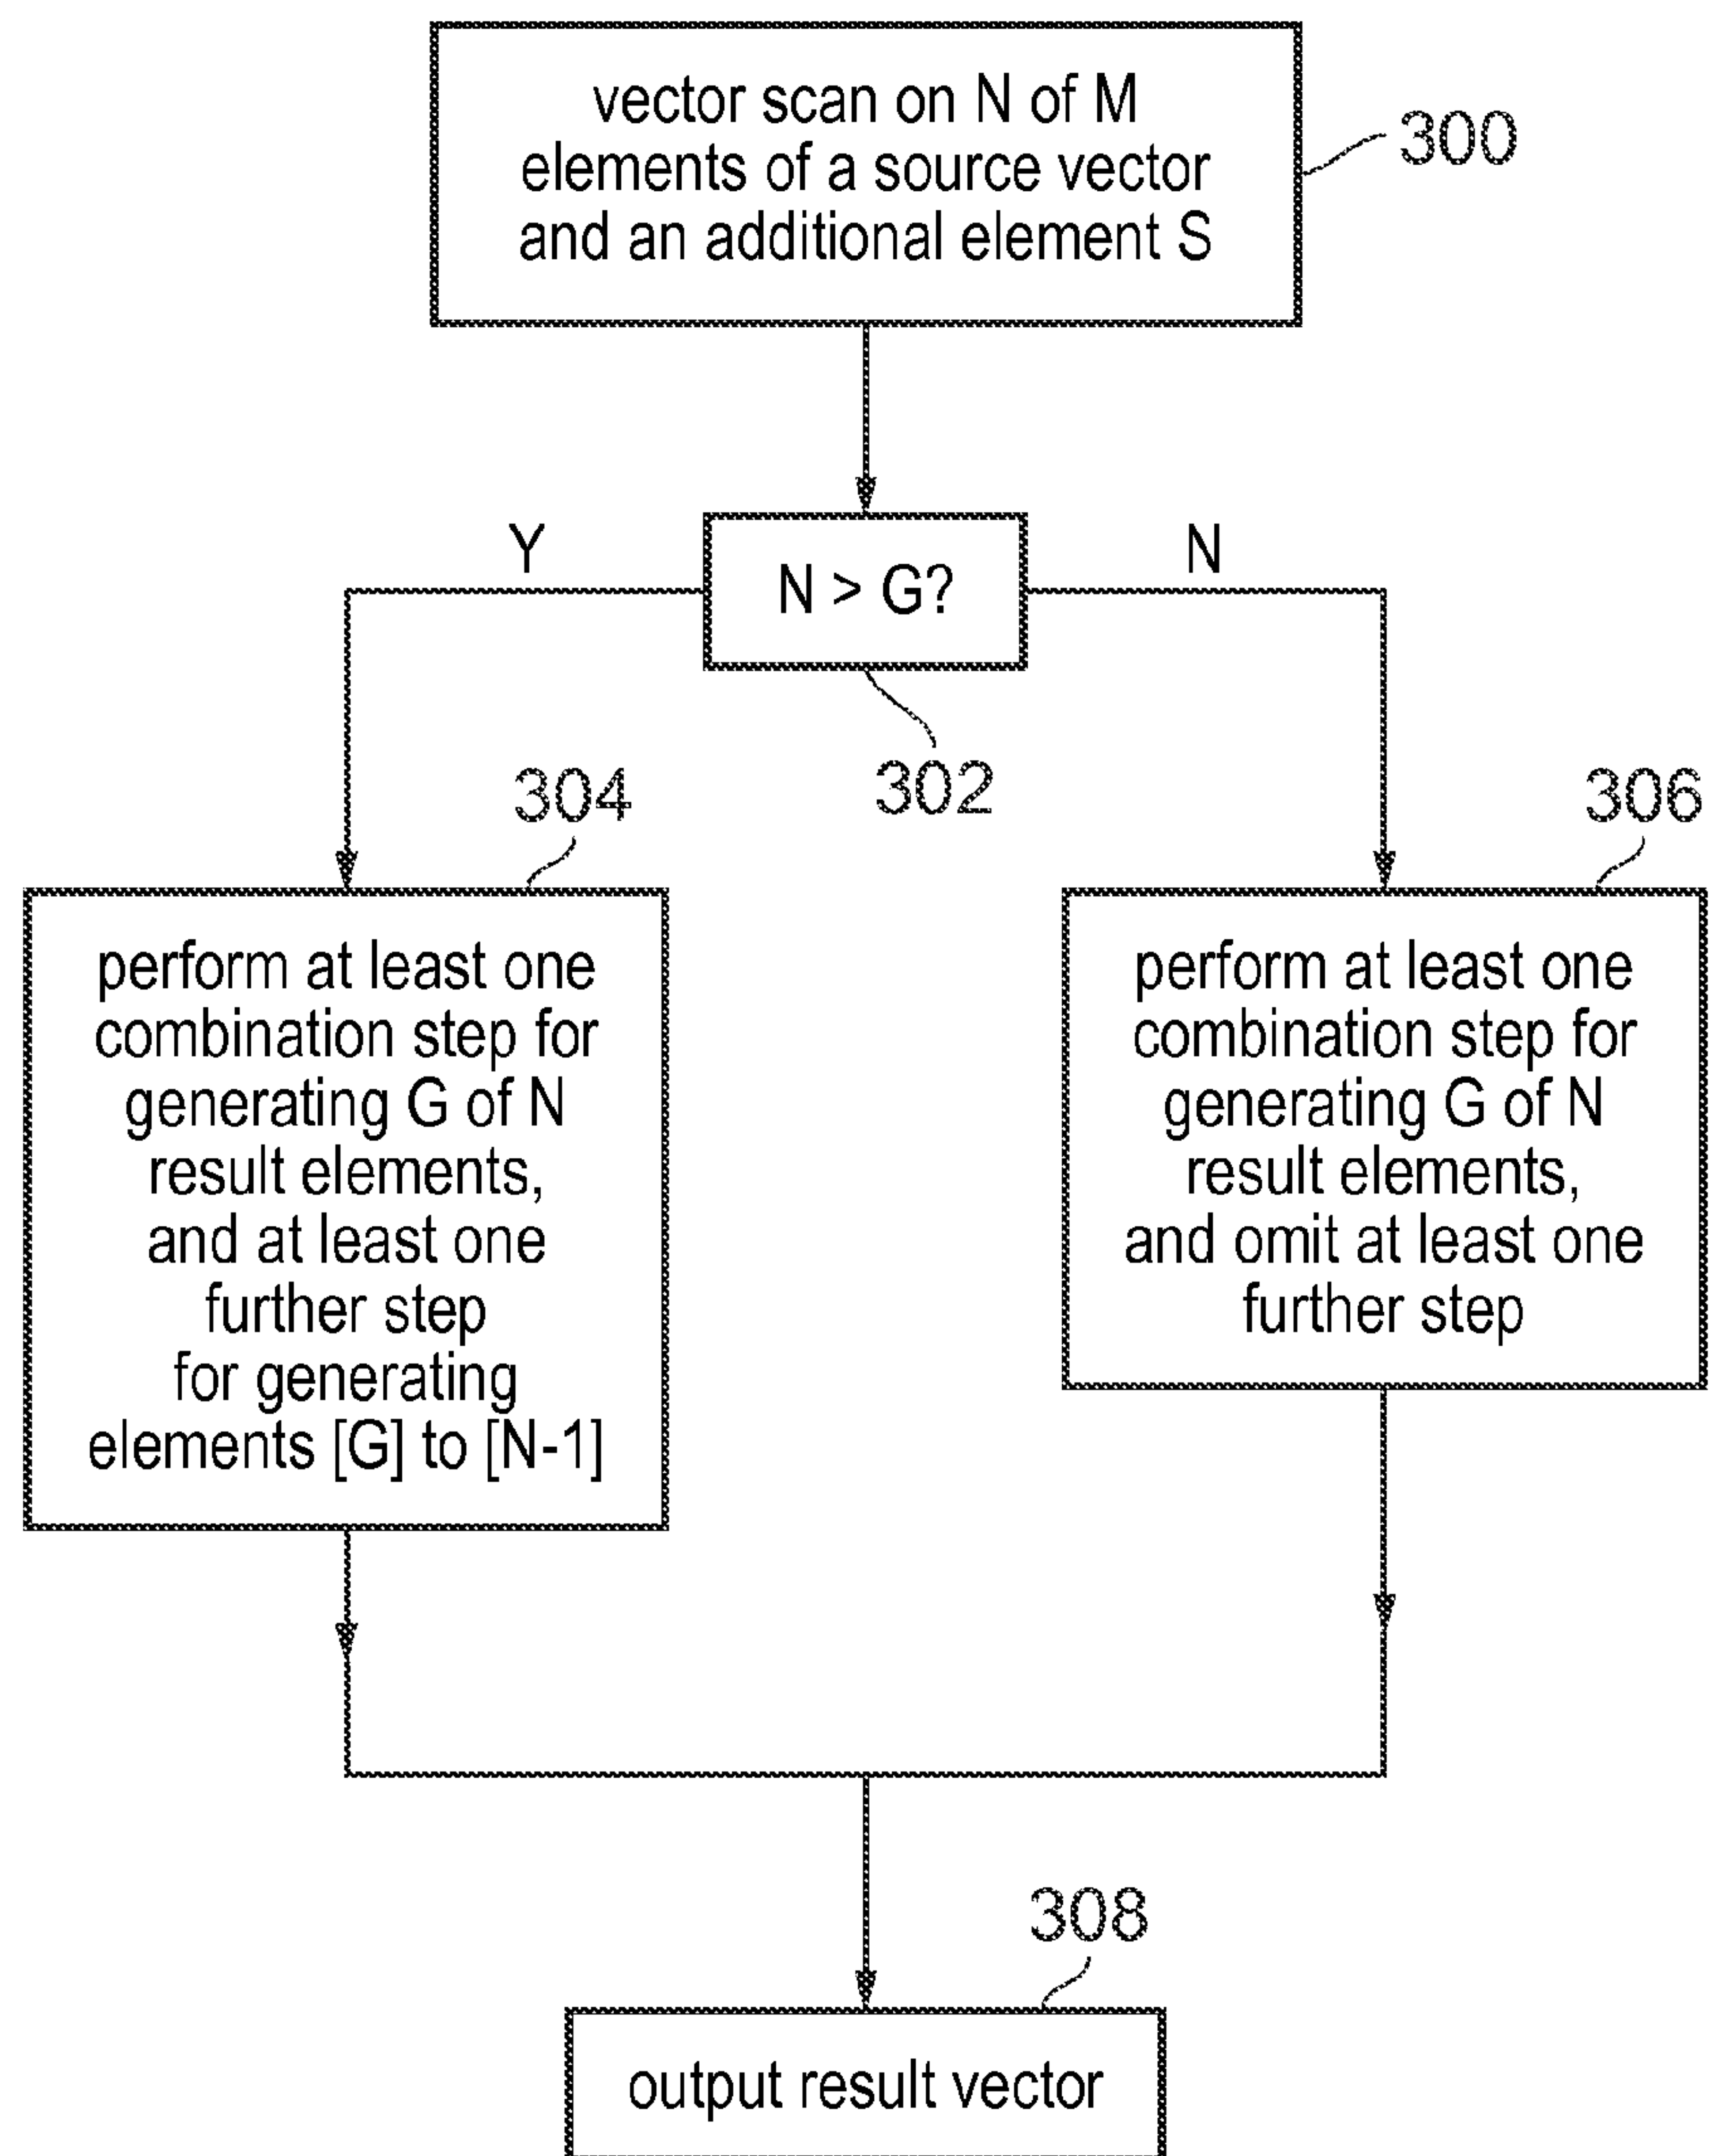 vector scan on N of M
elements of a source vector
and an additional element S
300
Y
N > G?
N
302
304
306
perform at least one
combination step for
generating G of N
result elements,
and at least one
further step
for generating
elements [G] to [N-1]
perform at least one
combination step for
generating G of N
result elements,
and omit at least one
further step
308
output result vector